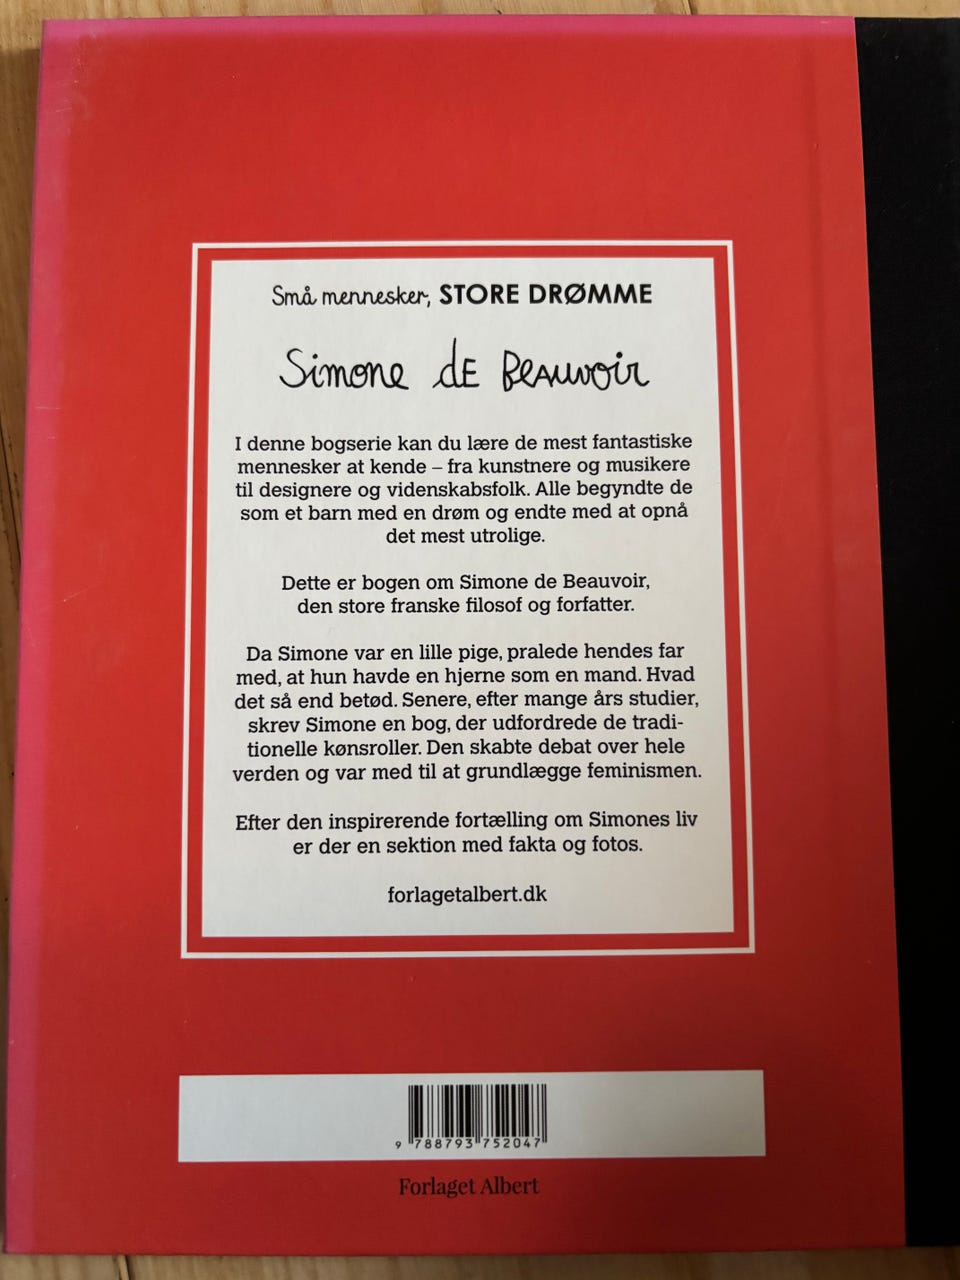 Små mennesker, STORE DRØMME
Simone de Beauvoir
I denne bogserie kan du lære de mest fantastiske
mennesker at kende – fra kunstnere og musikere
til designere og videnskabsfolk. Alle begyndte de
som et barn med en drøm og endte med at opnå
det mest utrolige.
Dette er bogen om Simone de Beauvoir,
den store franske filosof og forfatter.
Da Simone var en lille pige, pralede hendes far
med, at hun havde en hjerne som en mand. Hvad
det så end betød. Senere, efter mange års studier,
skrev Simone en bog, der udfordrede de tradi-
tionelle kønsroller. Den skabte debat over hele
verden og var med til at grundlægge feminismen.
Efter den inspirerende fortælling om Simones liv
er der en sektion med fakta og fotos.
forlagetalbert.dk
9 788793 752047
Forlaget Albert